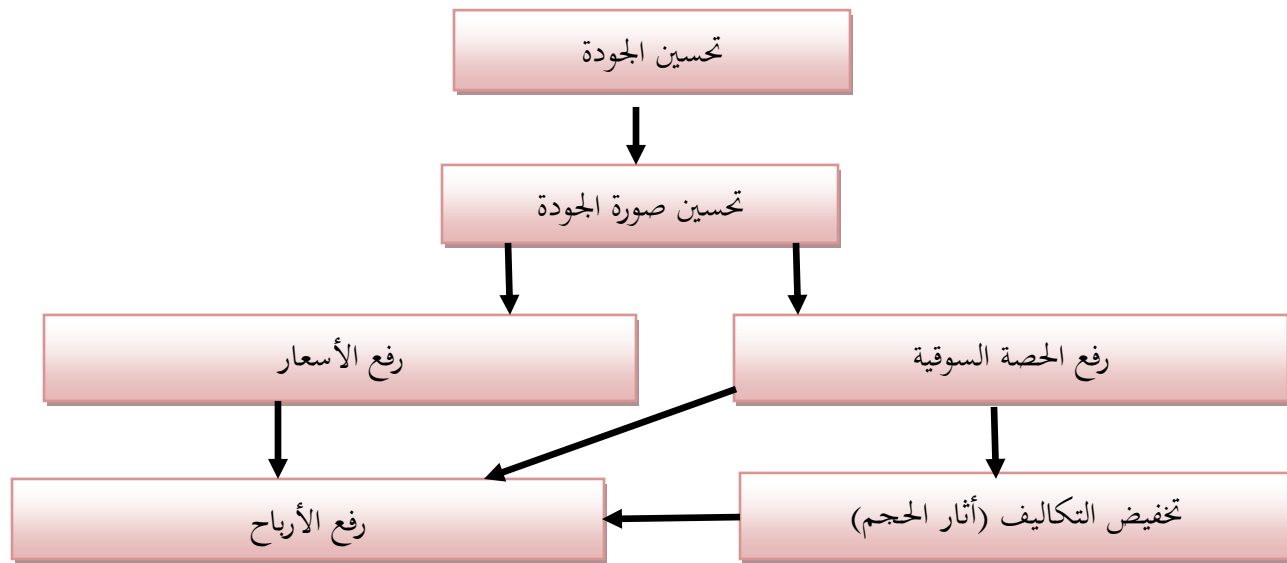 تحسين الجودة
تحسين صورة الجودة
رفع الحصة السوقية
رفع الأسعار
تخفيض التكاليف (أثار الحجم)
رفع الأرباح